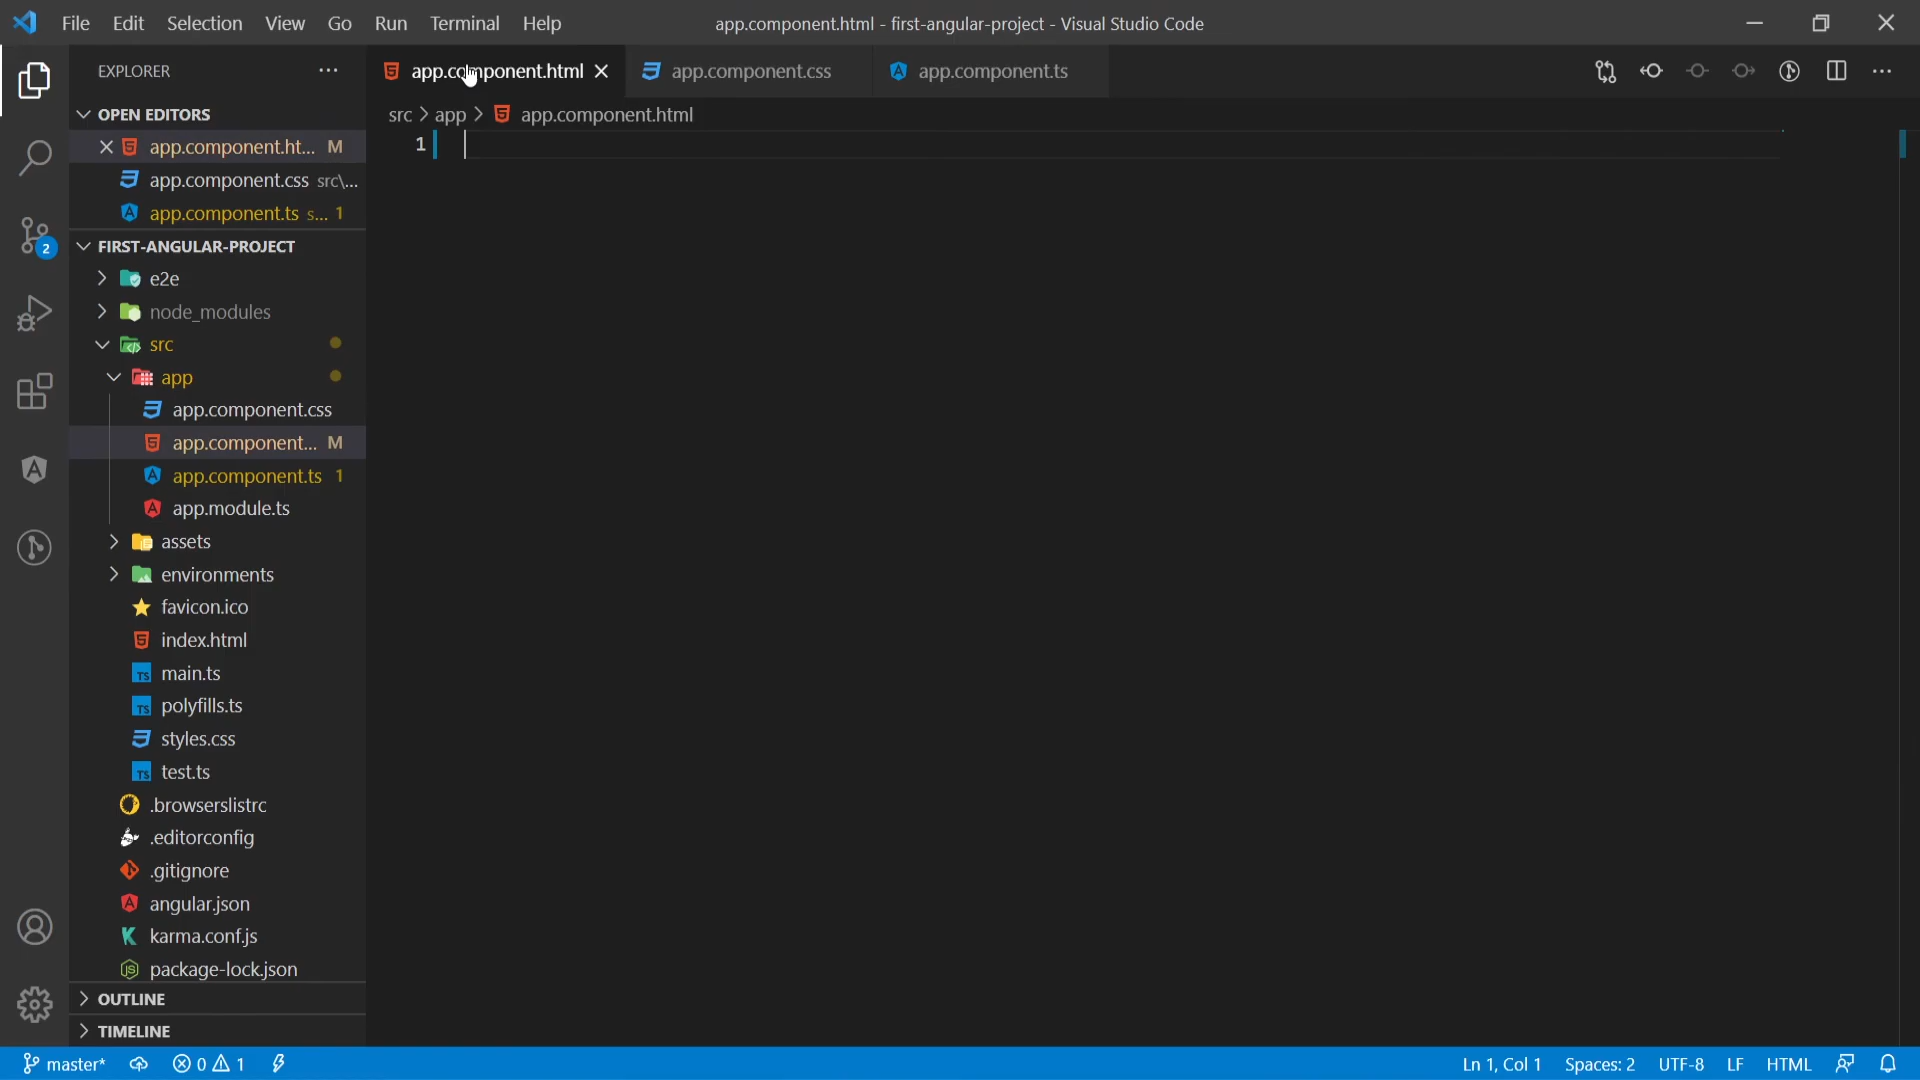 File Edit Selection View Go Run Terminal Help
app.component.html - first-angular-project - Visual Studio Code
EXPLORER ...
app.component.html
app.component.css
app.component.ts
OPEN EDITORS
app.component.ht... M
app.component.css src\...
app.component.ts s... 1
FIRST-ANGULAR-PROJECT
e2e
node_modules
src
app
app.component.css
app.component... M
app.component.ts 1
app.module.ts
assets
environments
favicon.ico
index.html
main.ts
polyfills.ts
styles.css
test.ts
.browserslistrc
.editorconfig
.gitignore
angular.json
karma.conf.js
package-lock.json
OUTLINE
TIMELINE
2
src > app > app.component.html
1
master* 0 1
Ln 1, Col 1 Spaces: 2 UTF-8 LF HTML